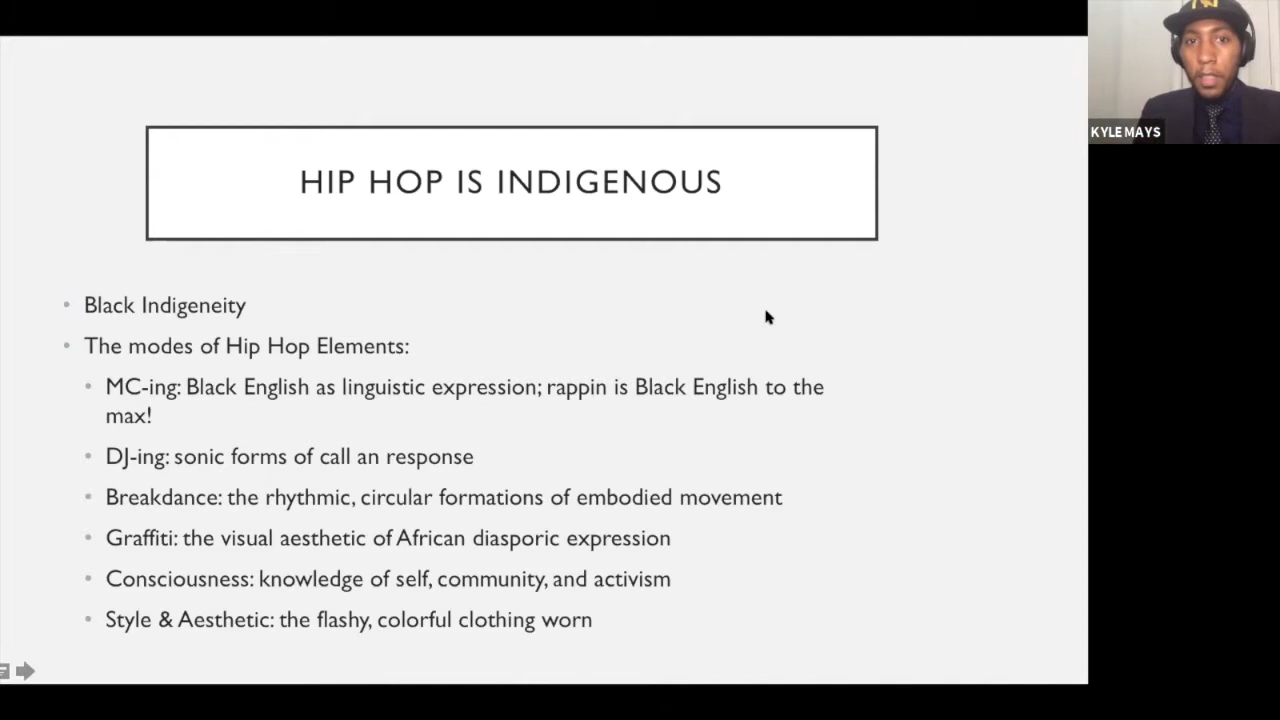 HIP HOP IS INDIGENOUS
KYLE MAYS
• Black Indigeneity
• The modes of Hip Hop Elements:
• MC-ing: Black English as linguistic expression; rappin is Black English to the
max!
• DJ-ing: sonic forms of call an response
• Breakdance: the rhythmic, circular formations of embodied movement
• Graffiti: the visual aesthetic of African diasporic expression
• Consciousness: knowledge of self, community, and activism
• Style & Aesthetic: the flashy, colorful clothing worn